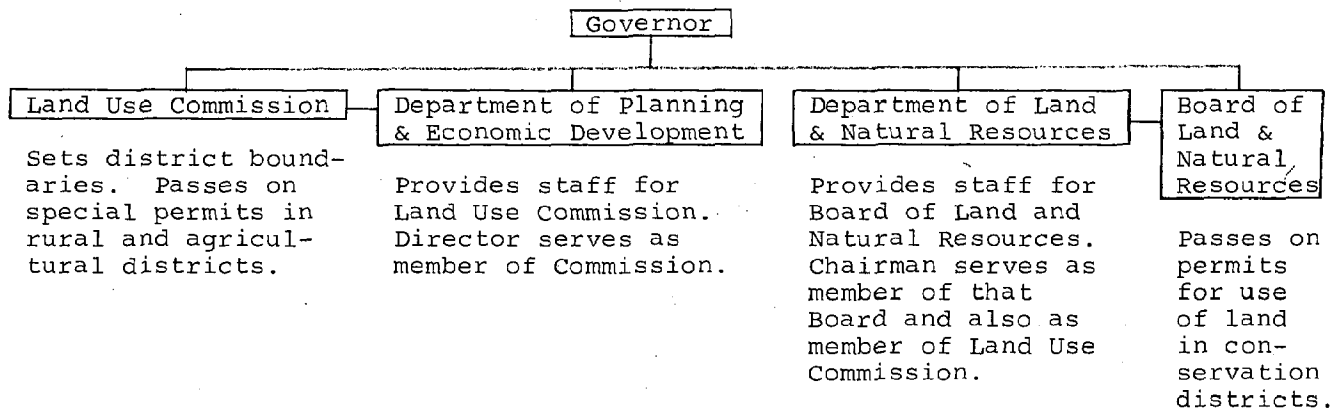 Governor
Land Use Commission
Sets district bound-
aries. Passes on
special permits in
rural and agricul-
tural districts.
Department of Planning
& Economic Development
Provides staff for
Land Use Commission.
Director serves as
member of Commission.
Department of Land
& Natural Resources
Provides staff for
Board of Land and
Natural Resources.
Chairman serves as
member of that
Board and also as
member of Land Use
Commission.
Board of
Land &
Natural
Resources
Passes on
permits
for use
of land
in con-
servation
districts.